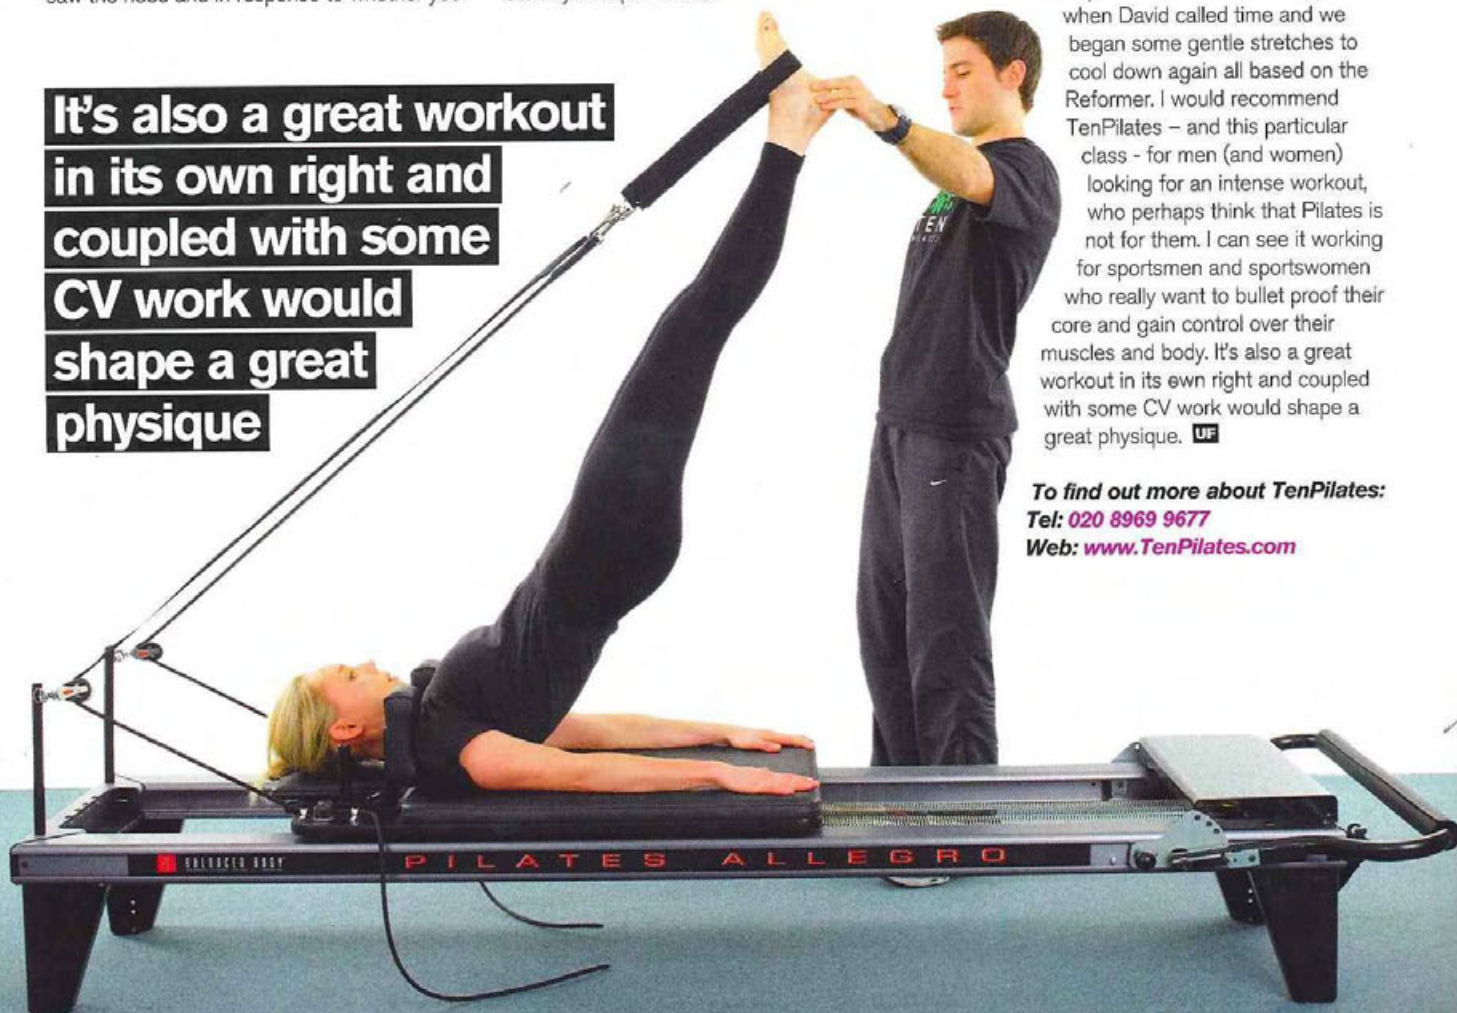 It's also a great workout
in its own right and
coupled with some
CV work would
shape a great
physique
when David called time and we
began some gentle stretches to
cool down again all based on the
Reformer. I would recommend
TenPilates – and this particular
class - for men (and women)
looking for an intense workout,
who perhaps think that Pilates is
not for them. I can see it working
for sportsmen and sportswomen
who really want to bullet proof their
core and gain control over their
muscles and body. It's also a great
workout in its own right and coupled
with some CV work would shape a
great physique. UF
To find out more about TenPilates:
Tel: 020 8969 9677
Web: www.TenPilates.com
TEN
BALANCED BODY
PILATES ALLEGRO